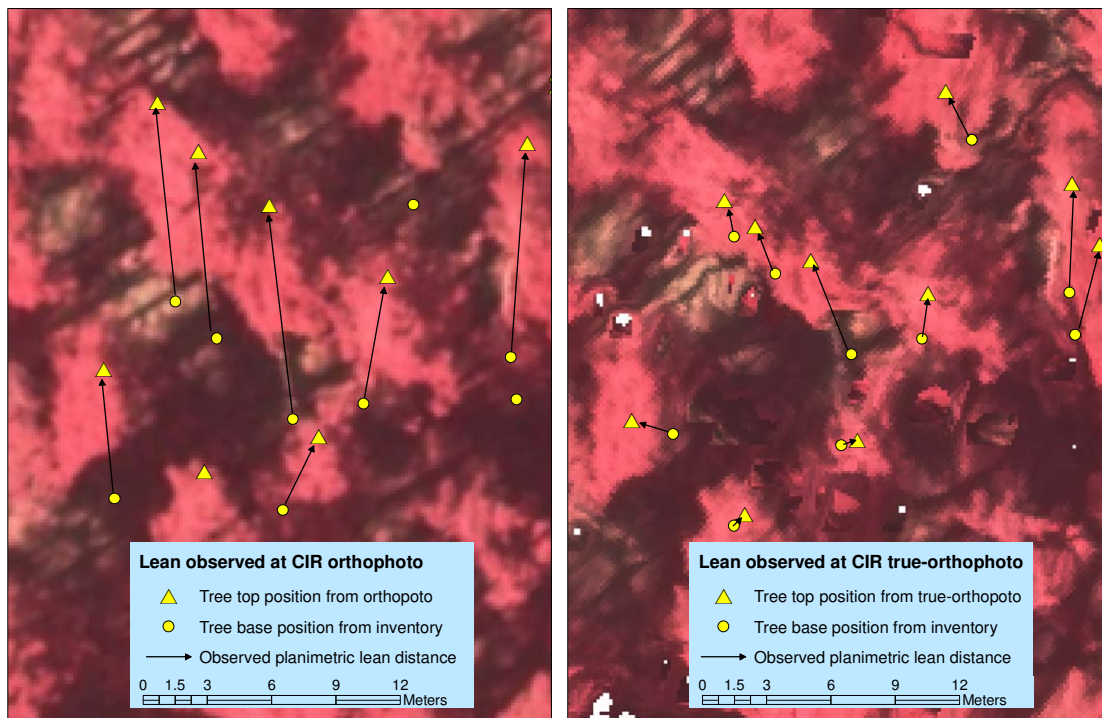 Lean observed at CIR orthophoto
Tree top position from orthopoto
Tree base position from inventory
Observed planimetric lean distance
0 1.5 3 6 9 12
Meters
Lean observed at CIR true-orthophoto
Tree top position from true-orthopoto
Tree base position from inventory
Observed planimetric lean distance
0 1.5 3 6 9 12
Meters